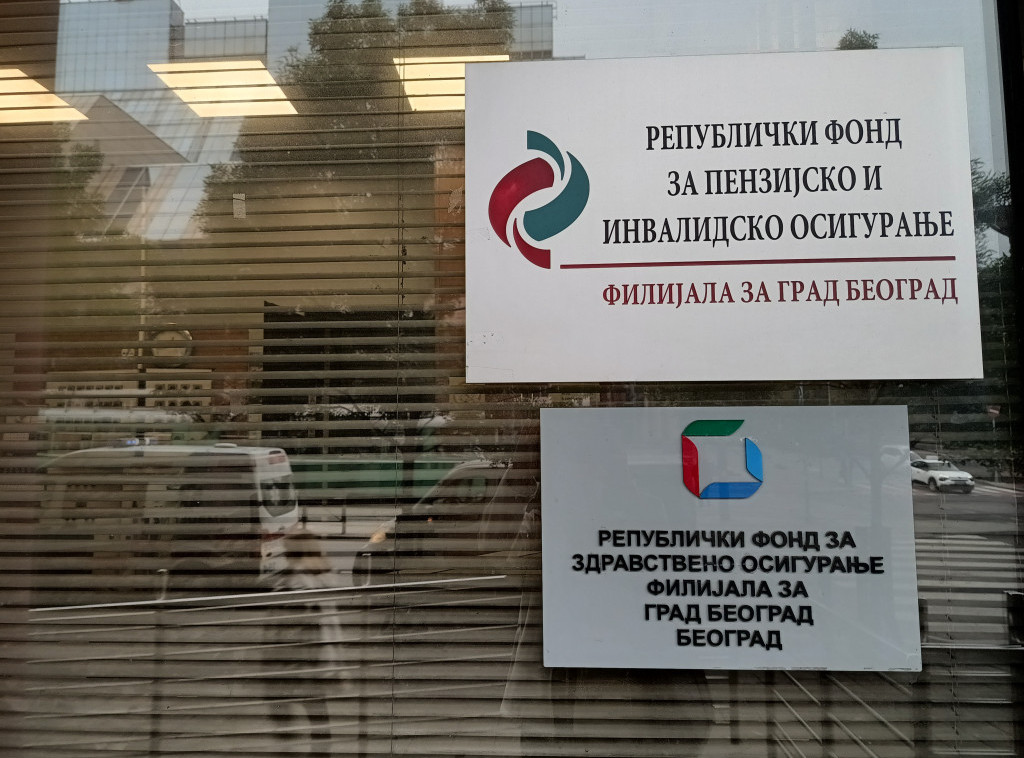 РЕПУБЛИЧКИ ФОНД
ЗА ПЕНЗИЈСКО И
ИНВАЛИДСКО ОСИГУРАЊЕ
ФИЛИЈАЛА ЗА ГРАД БЕОГРАД
РЕПУБЛИЧКИ ФОНД ЗА
ЗДРАВСТВЕНО ОСИГУРАЊЕ
ФИЛИЈАЛА ЗА
ГРАД БЕОГРАД
БЕОГРАД